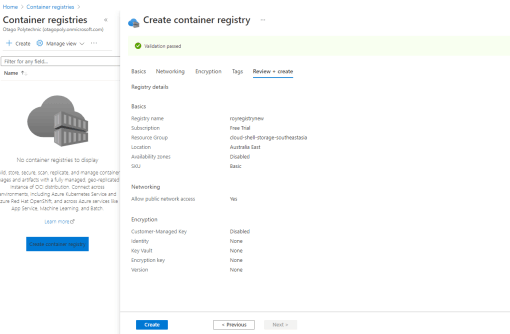 Home > Container registries >
Container registries «
Otago Polytechnic (otagopoly.onmicrosoft.com)
+ Create Manage view ···
Filter for any field...
Name ↑↓
No container registries to display
ild, store, secure, scan, replicate, and manage container
ages and artifacts with a fully managed, geo-replicated
instance of OCI distribution. Connect across
environments, including Azure Kubernetes Service and
zure Red Hat OpenShift, and across Azure services like
App Service, Machine Learning, and Batch.
Learn more
Create container registry
Create container registry ···
Validation passed
Basics Networking Encryption Tags Review + create
Registry details
Basics
Registry name royregistrynew
Subscription Free Trial
Resource Group cloud-shell-storage-southeastasia
Location Australia East
Availability zones Disabled
SKU Basic
Networking
Allow public network access Yes
Encryption
Customer-Managed Key Disabled
Identity None
Key Vault None
Encryption key None
Version None
Create < Previous Next >